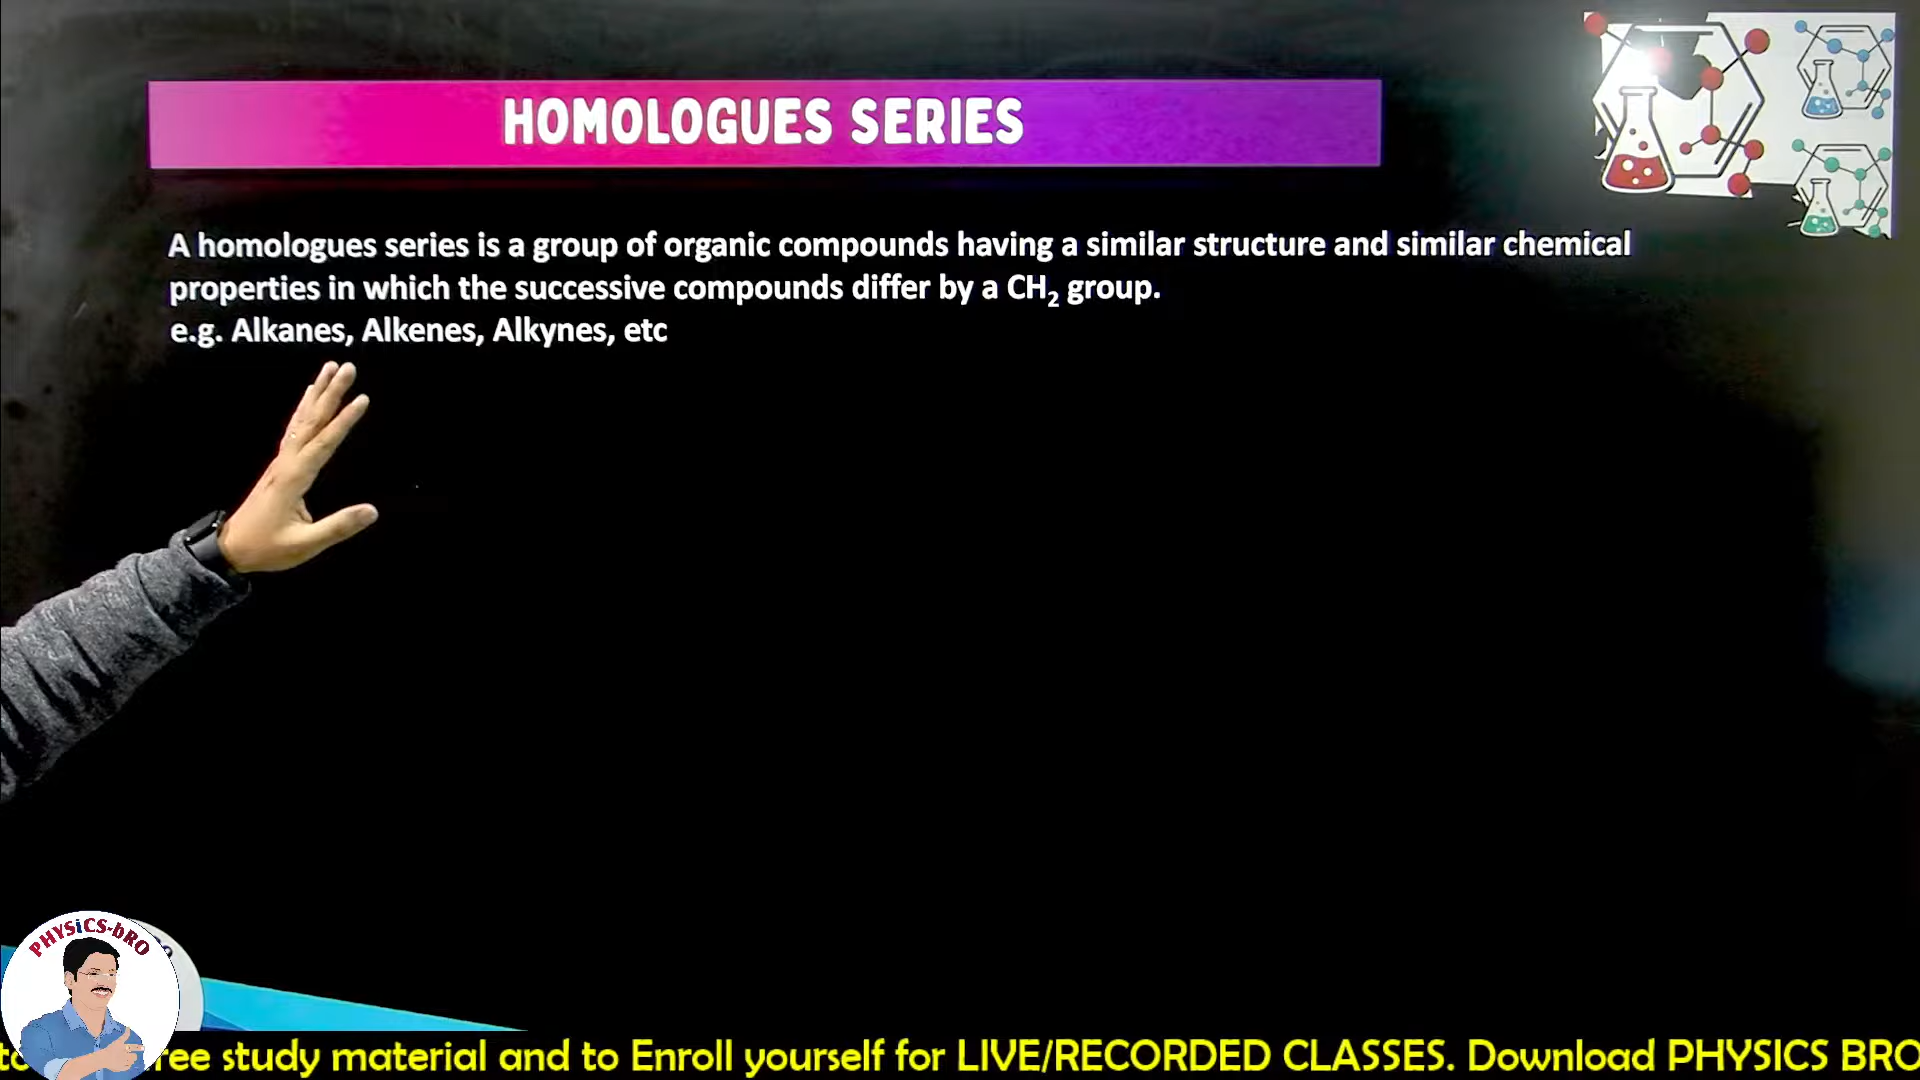 HOMOLOGUES SERIES
A homologues series is a group of organic compounds having a similar structure and similar chemical
properties in which the successive compounds differ by a CH₂ group.
e.g. Alkanes, Alkenes, Alkynes, etc
PHYSiCS-bRO
study material and to Enroll yourself for LIVE/RECORDED CLASSES. Download PHYSICS BRO